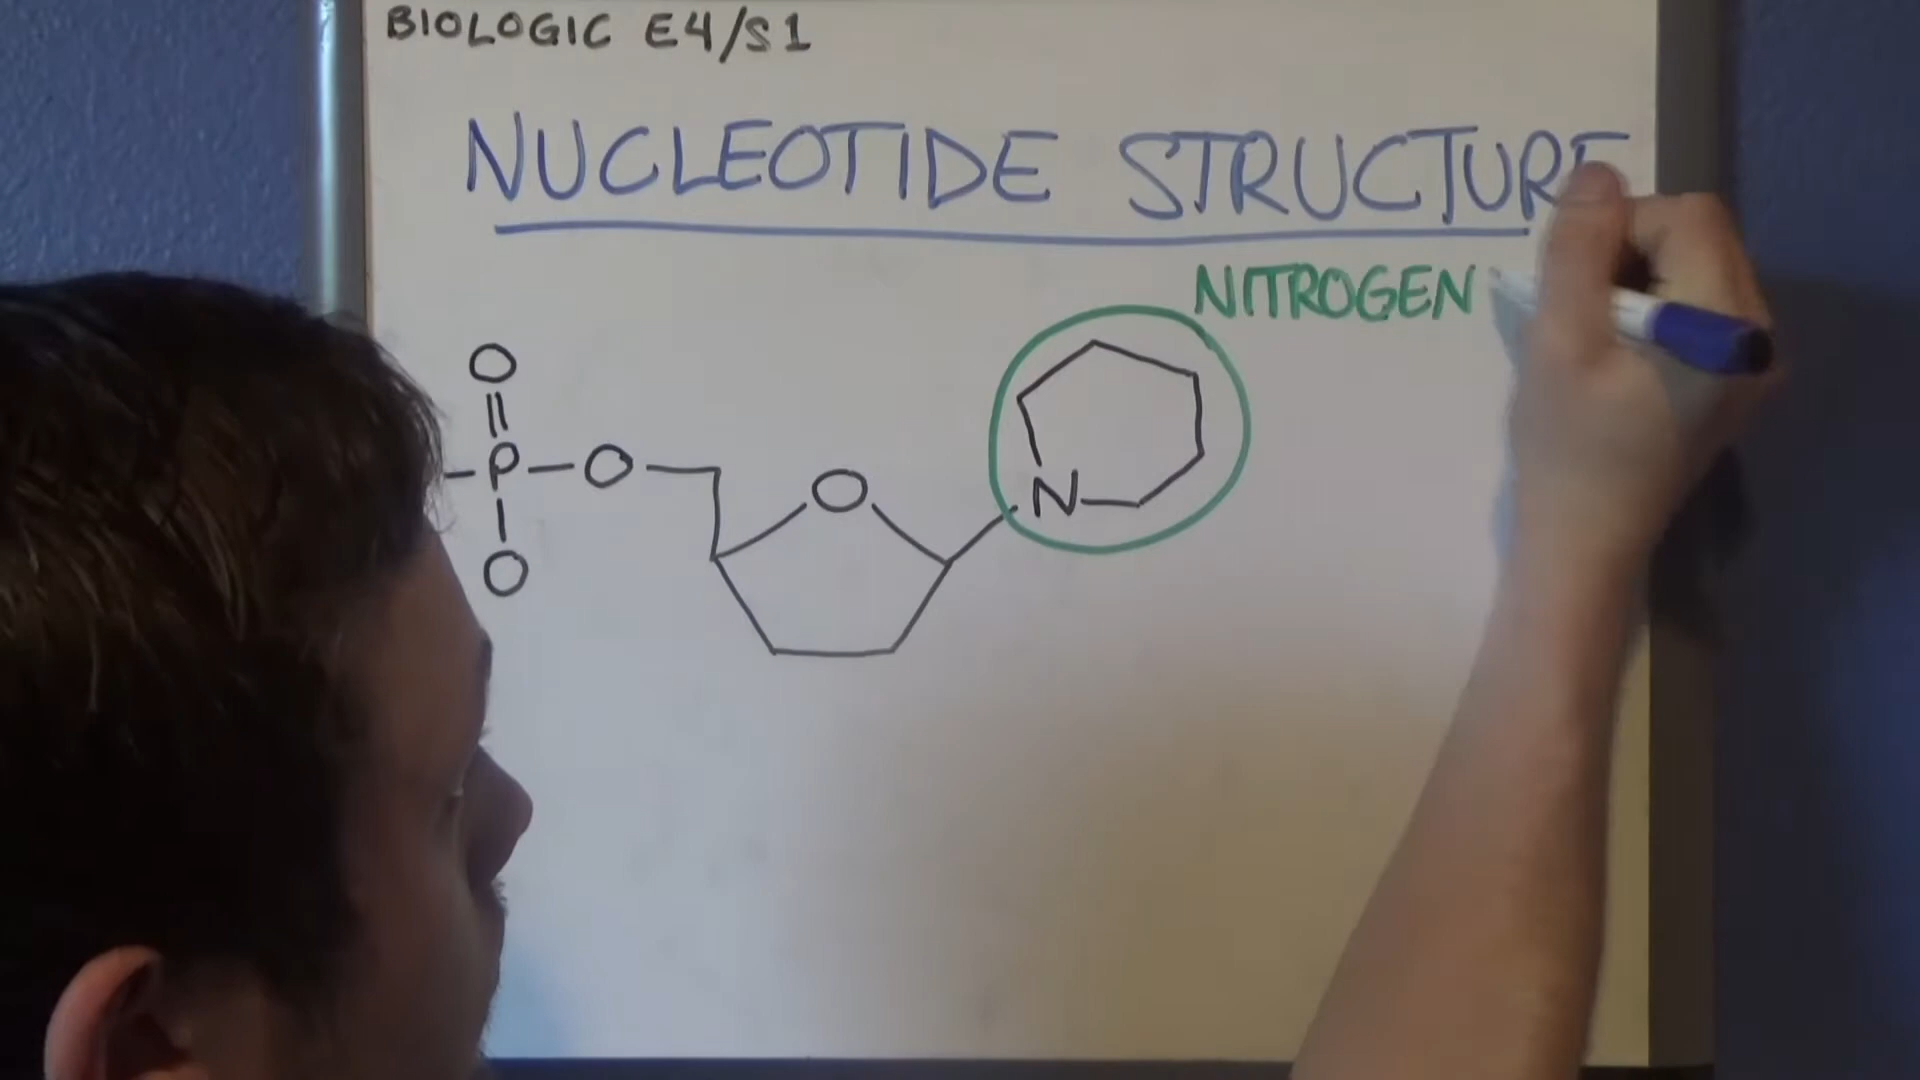 BIOLOGIC E4/S1
NUCLEOTIDE STRUCTURE
NITROGEN
O
P O
O
O
N